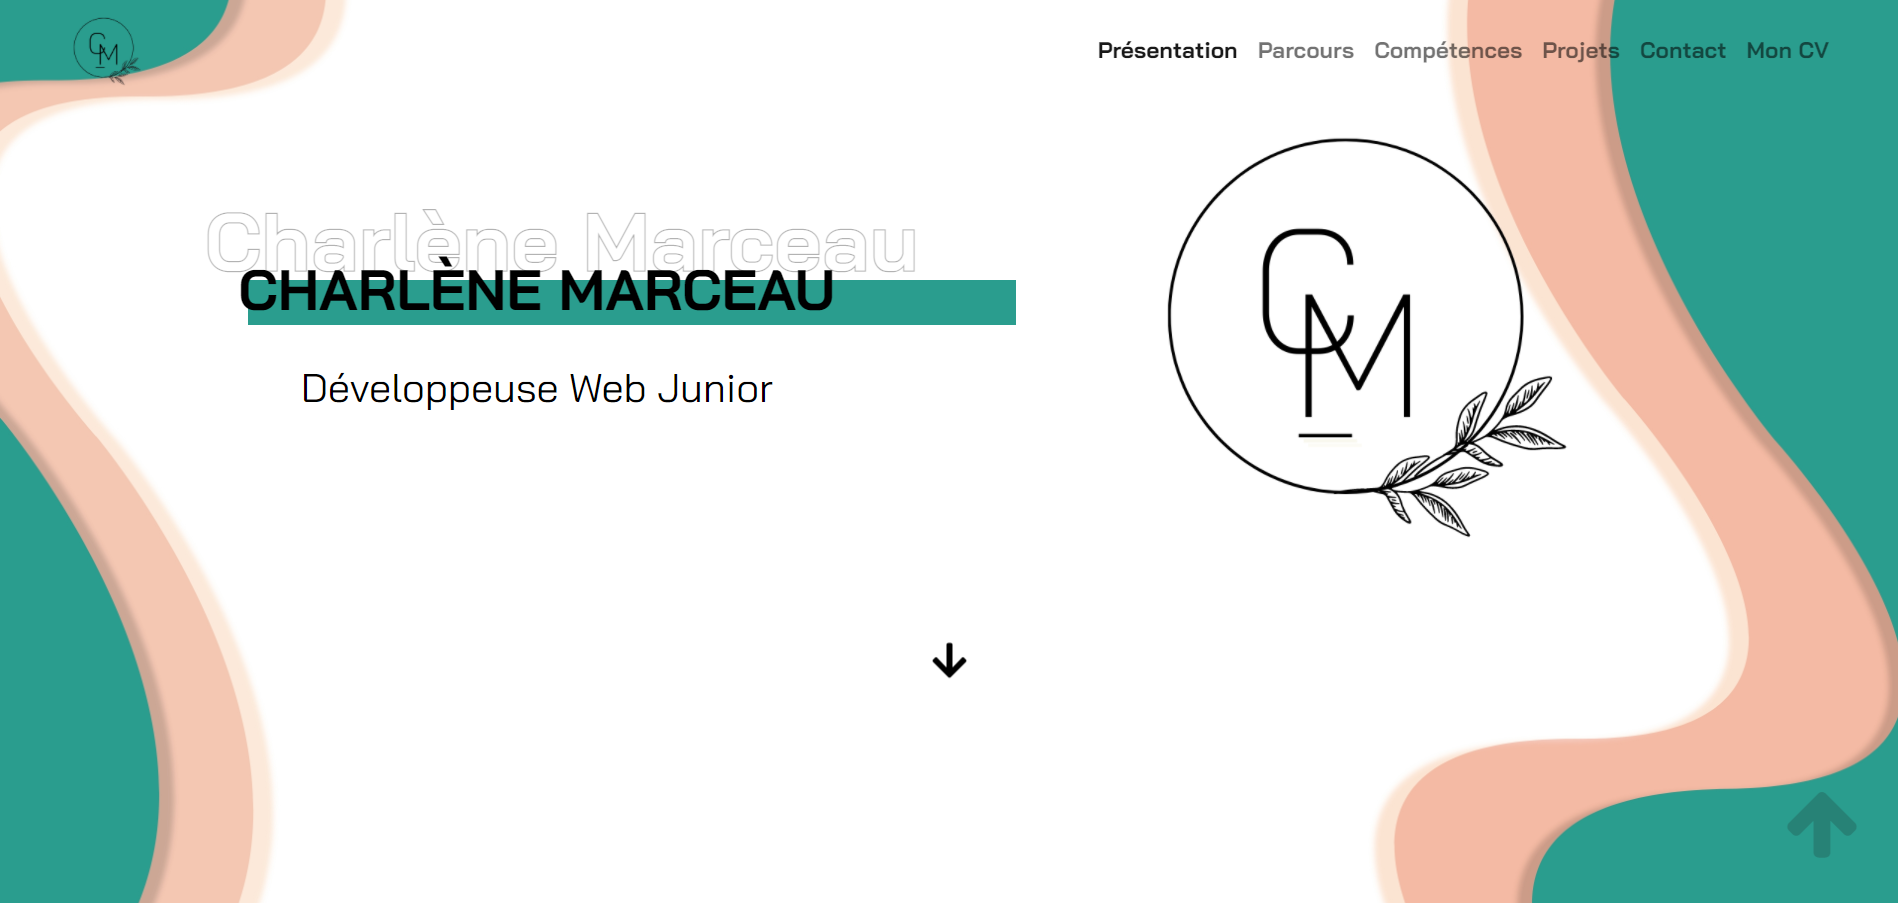 CM
Présentation Parcours Compétences Projets Contact Mon CV
Charlène Marceau
CHARLÈNE MARCEAU
Développeuse Web Junior
CM